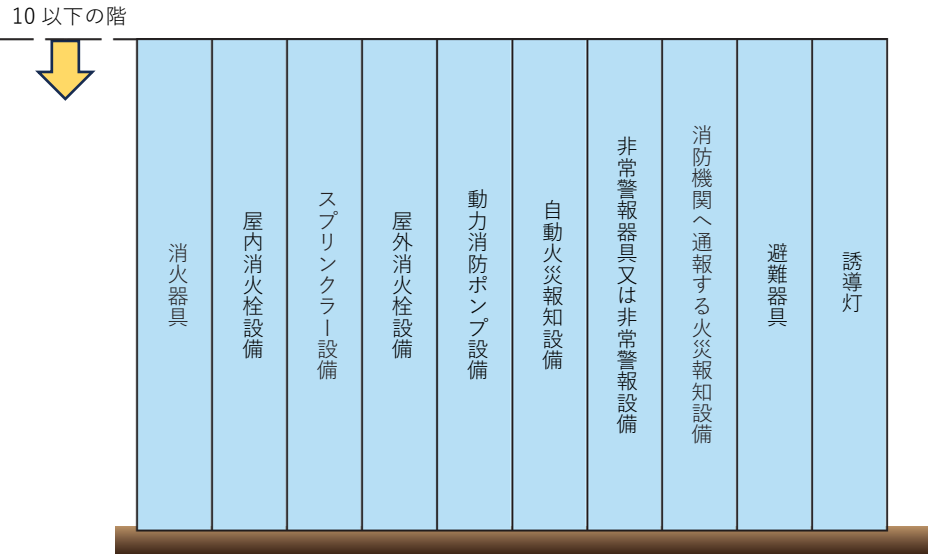 10 以下の階
消火器具
屋内消火栓設備
スプリンクラー設備
屋外消火栓設備
動力消防ポンプ設備
自動火災報知設備
非常警報器具又は非常警報設備
消防機関へ通報する火災報知設備
避難器具
誘導灯